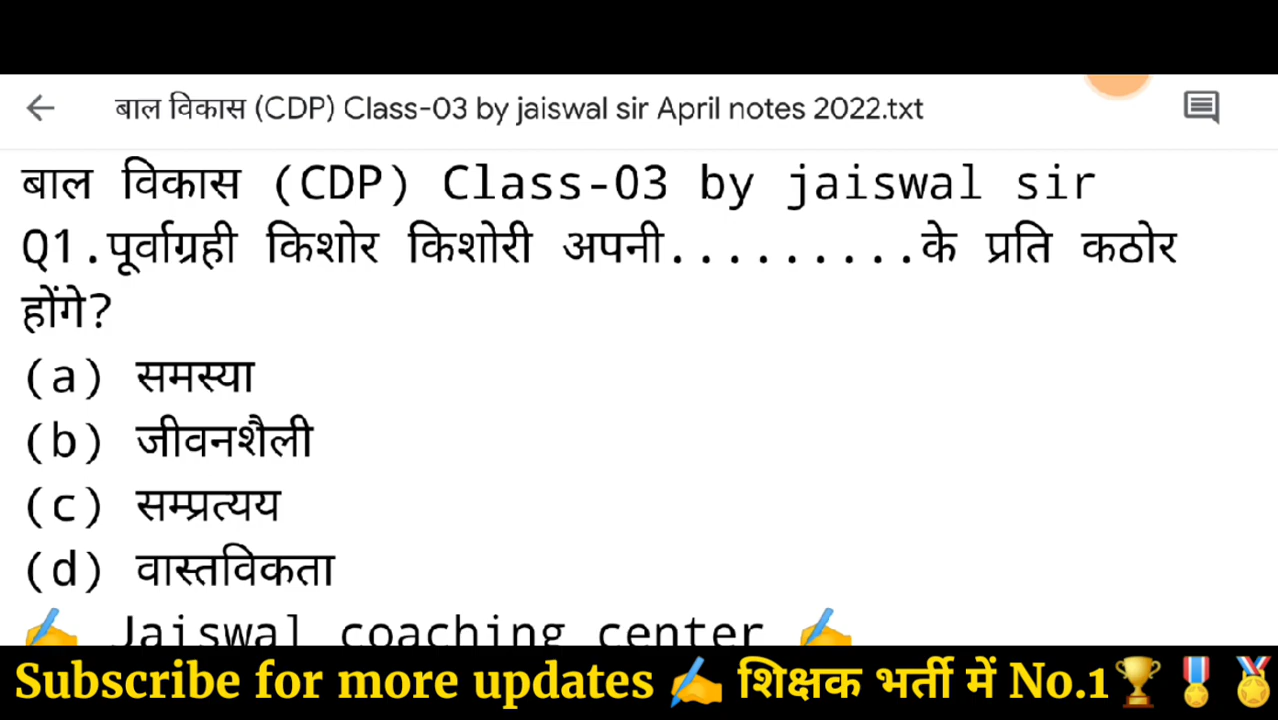 बाल विकास (CDP) Class-03 by jaiswal sir April notes 2022.txt
बाल विकास (CDP) Class-03 by jaiswal sir
Q1.पूर्वाग्रही किशोर किशोरी अपनी.........के प्रति कठोर
होंगे?
(a) समस्या
(b) जीवनशैली
(c) सम्प्रत्यय
(d) वास्तविकता
✍️ Jaiswal coaching center ✍️
Subscribe for more updates ✍️ शिक्षक भर्ती में No.1🏆🎖️🏅